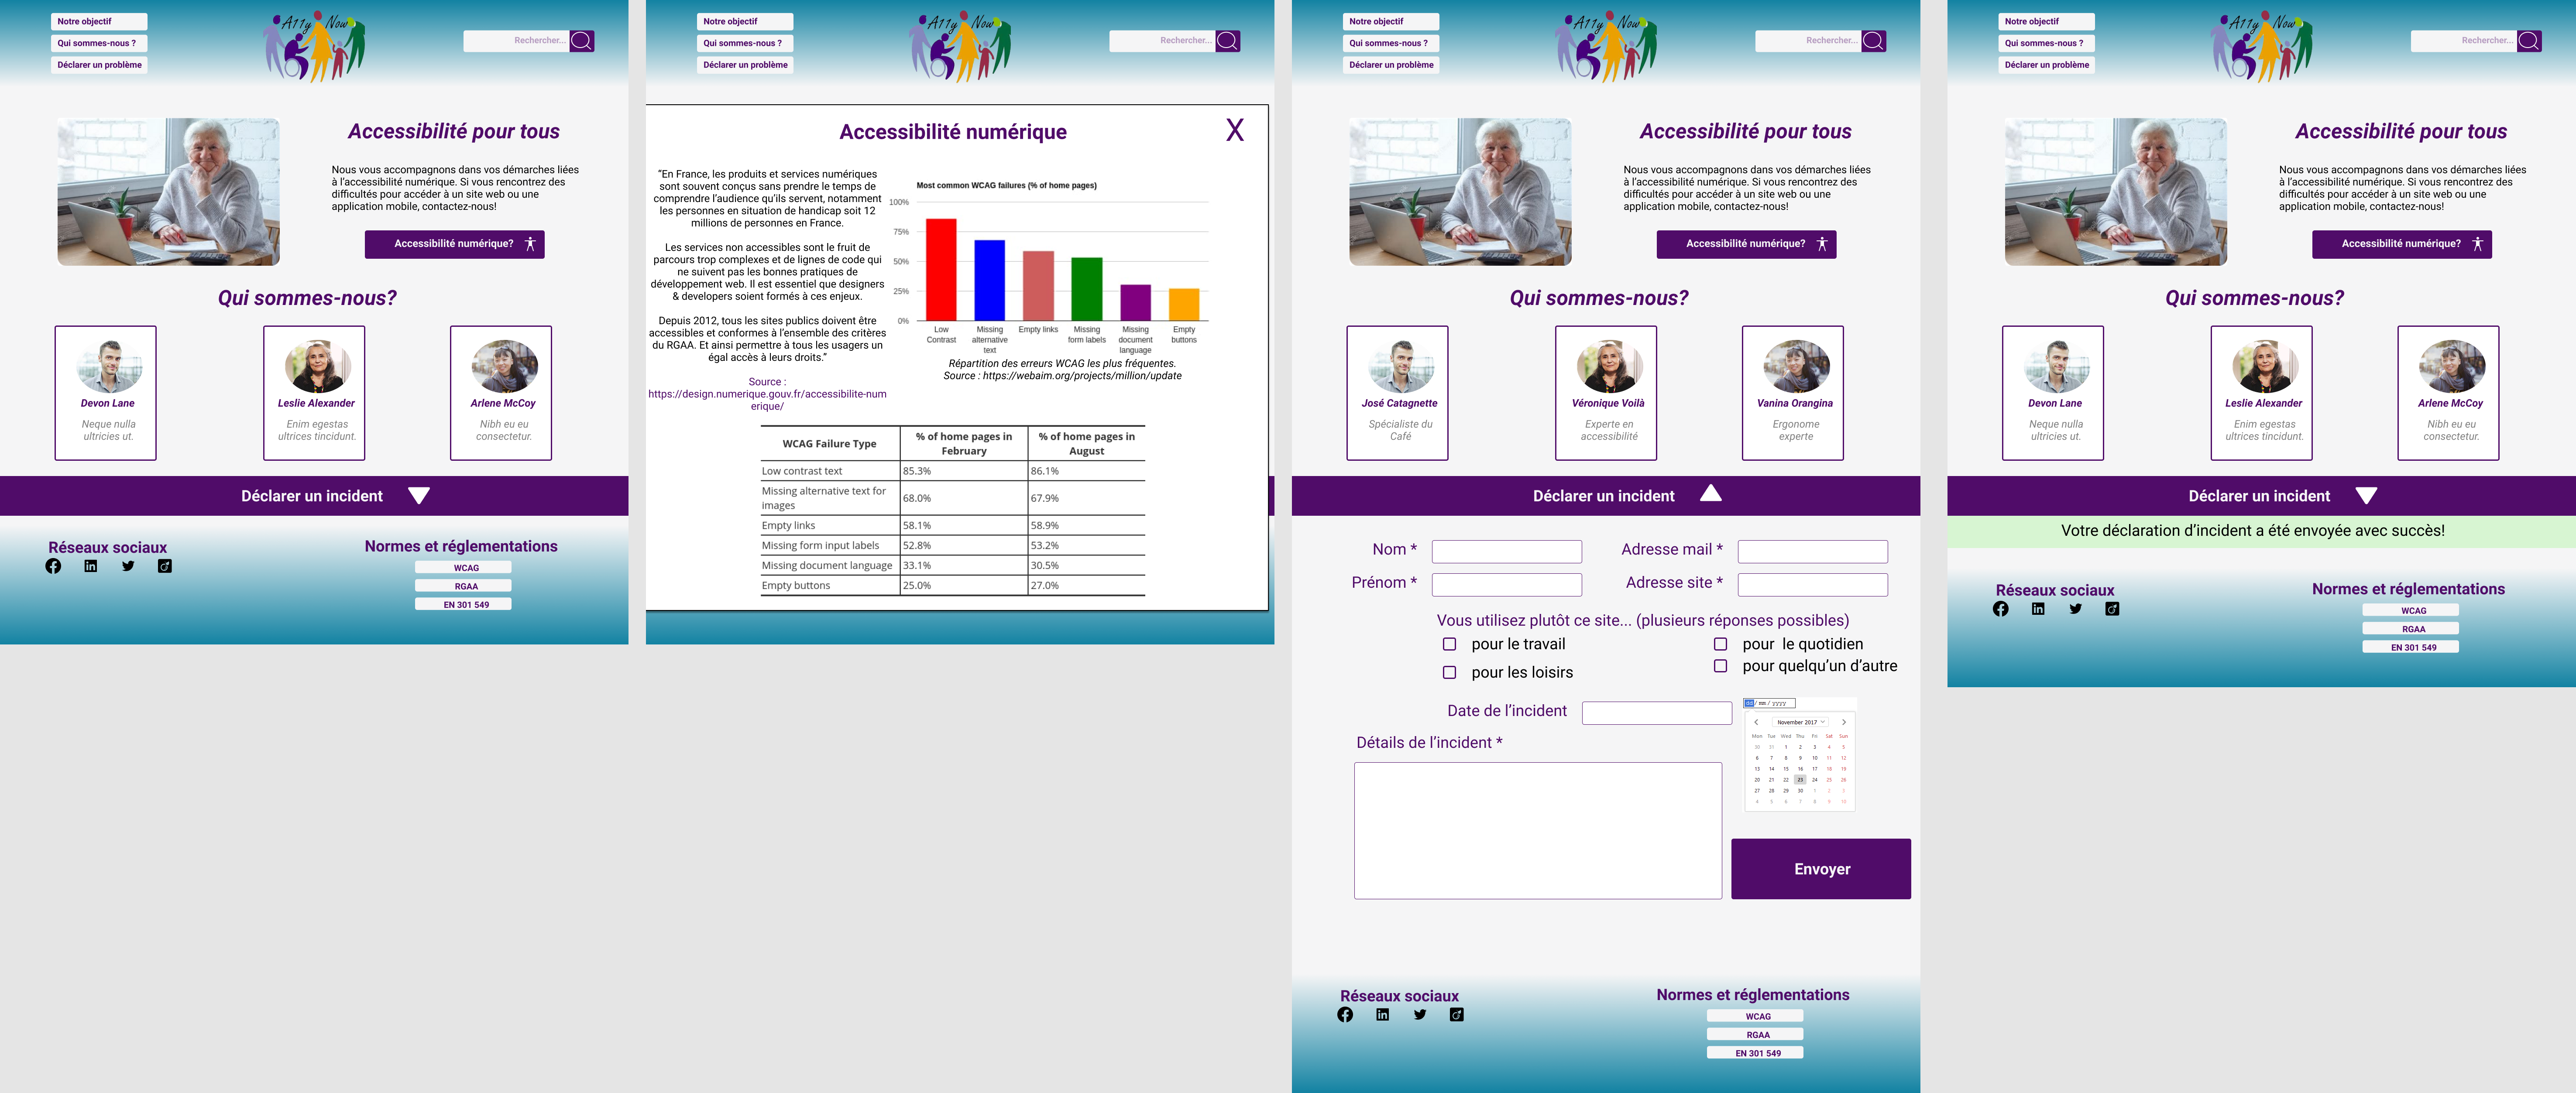 Notre objectif
Qui sommes-nous ?
Déclarer un problème
A11y Now
Rechercher...
Accessibilité pour tous
Nous vous accompagnons dans vos démarches liées
à l'accessibilité numérique. Si vous rencontrez des
difficultés pour accéder à un site web ou une
application mobile, contactez-nous!
Accessibilité numérique?
Qui sommes-nous?
Devon Lane
Neque nulla
ultricies ut.
Leslie Alexander
Enim egestas
ultrices tincidunt.
Arlene McCoy
Nibh eu eu
consectetur.
Déclarer un incident
Réseaux sociaux
Normes et réglementations
WCAG
RGAA
EN 301 549
Notre objectif
Qui sommes-nous ?
Déclarer un problème
A11y Now
Rechercher...
Accessibilité numérique
X
"En France, les produits et services numériques
sont souvent conçus sans prendre le temps de
comprendre l'audience qu'ils servent, notamment
les personnes en situation de handicap soit 12
millions de personnes en France.
Les services non accessibles sont le fruit de
parcours trop complexes et de lignes de code qui
ne suivent pas les bonnes pratiques de
développement web. Il est essentiel que designers
& developers soient formés à ces enjeux.
Depuis 2012, tous les sites publics doivent être
accessibles et conformes à l'ensemble des critères
du RGAA. Et ainsi permettre à tous les usagers un
égal accès à leurs droits."
Source :
https://design.numerique.gouv.fr/accessibilite-num
erique/
Most common WCAG failures (% of home pages)
100%
75%
50%
25%
0%
Low
Contrast
Missing
alternative
text
Empty links
Missing
form labels
Missing
document
language
Empty
buttons
Répartition des erreurs WCAG les plus fréquentes.
Source : https://webaim.org/projects/million/update
WCAG Failure Type % of home pages in February % of home pages in August
Low contrast text 85.3% 86.1%
Missing alternative text for images 68.0% 67.9%
Empty links 58.1% 58.9%
Missing form input labels 52.8% 53.2%
Missing document language 33.1% 30.5%
Empty buttons 25.0% 27.0%
Notre objectif
Qui sommes-nous ?
Déclarer un problème
A11y Now
Rechercher...
Accessibilité pour tous
Nous vous accompagnons dans vos démarches liées
à l'accessibilité numérique. Si vous rencontrez des
difficultés pour accéder à un site web ou une
application mobile, contactez-nous!
Accessibilité numérique?
Qui sommes-nous?
José Catagnette
Spécialiste du
Café
Véronique Voilà
Experte en
accessibilité
Vanina Orangina
Ergonome
experte
Déclarer un incident
Nom *
Adresse mail *
Prénom *
Adresse site *
Vous utilisez plutôt ce site... (plusieurs réponses possibles)
pour le travail
pour le quotidien
pour les loisirs
pour quelqu'un d'autre
Date de l'incident
dd / mm / yyyy
November 2017
Mon Tue Wed Thu Fri Sat Sun
30 31 1 2 3 4 5
6 7 8 9 10 11 12
13 14 15 16 17 18 19
20 21 22 23 24 25 26
27 28 29 30 1 2 3
4 5 6 7 8 9 10
Détails de l'incident *
Envoyer
Réseaux sociaux
Normes et réglementations
WCAG
RGAA
EN 301 549
Notre objectif
Qui sommes-nous ?
Déclarer un problème
A11y Now
Rechercher...
Accessibilité pour tous
Nous vous accompagnons dans vos démarches liées
à l'accessibilité numérique. Si vous rencontrez des
difficultés pour accéder à un site web ou une
application mobile, contactez-nous!
Accessibilité numérique?
Qui sommes-nous?
Devon Lane
Neque nulla
ultricies ut.
Leslie Alexander
Enim egestas
ultrices tincidunt.
Arlene McCoy
Nibh eu eu
consectetur.
Déclarer un incident
Votre déclaration d'incident a été envoyée avec succès!
Réseaux sociaux
Normes et réglementations
WCAG
RGAA
EN 301 549